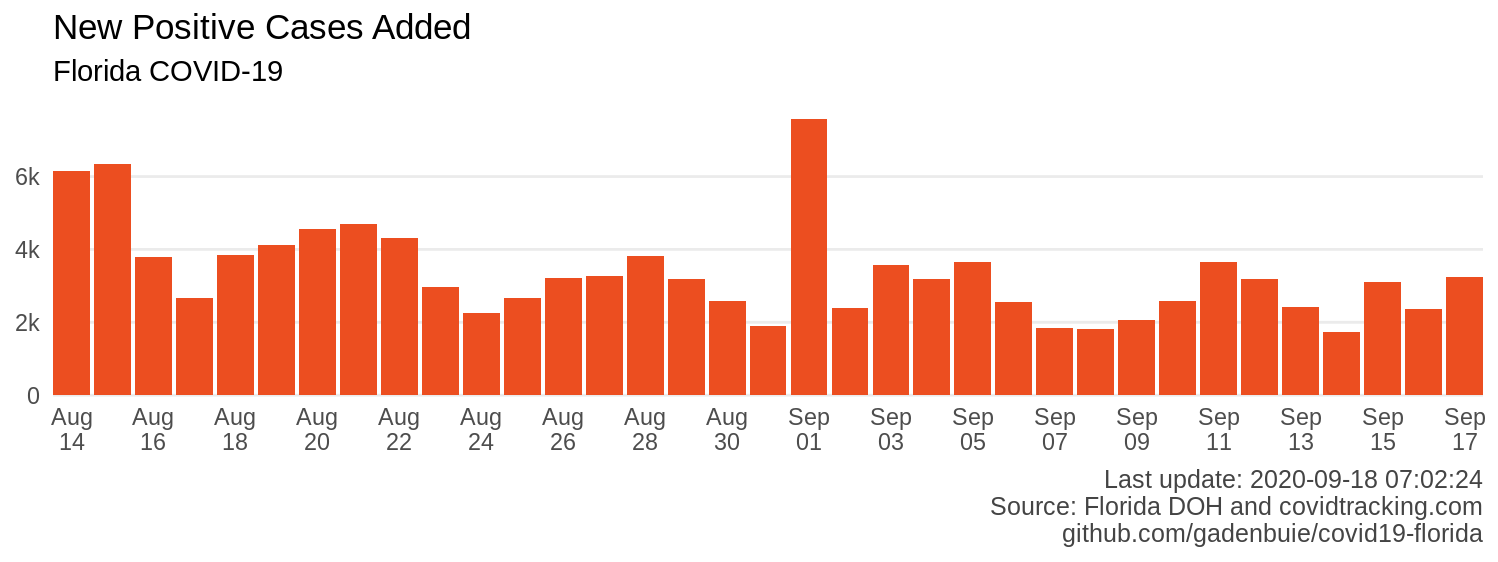 New Positive Cases Added
Florida COVID-19
6k
4k
2k
0
Aug Aug Aug Aug Aug Aug Aug Aug Aug Sep Sep Sep Sep Sep Sep Sep Sep Sep
14 16 18 20 22 24 26 28 30 01 03 05 07 09 11 13 15 17
Last update: 2020-09-18 07:02:24
Source: Florida DOH and covidtracking.com
github.com/gadenbuie/covid19-florida